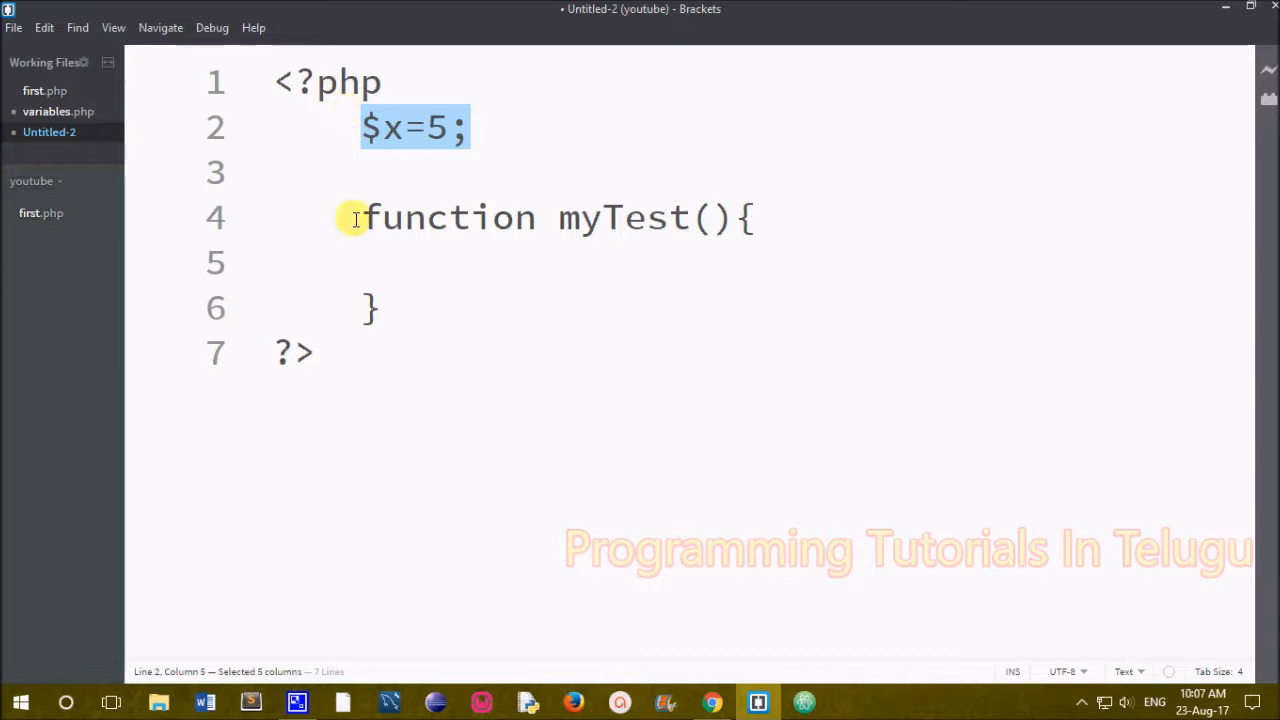 • Untitled-2 (youtube) - Brackets
File Edit Find View Navigate Debug Help
Working Files
first.php
• variables.php
• Untitled-2
youtube
first.php
1 <?php
2 $x=5;
3
4 function myTest(){
5
6 }
7 ?>
Programming Tutorials In Telugu
Line 2, Column 5 — Selected 5 columns — 7 Lines
INS UTF-8 Text Tab Size: 4
ENG
10:07 AM
23-Aug-17